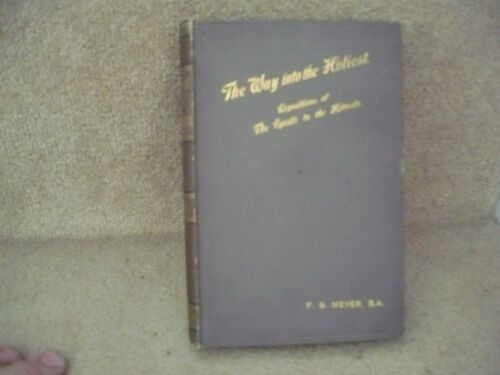 The Way into the Holiest
Expositions of
The Epistle to the Hebrews
F. B. MEYER, B.A.